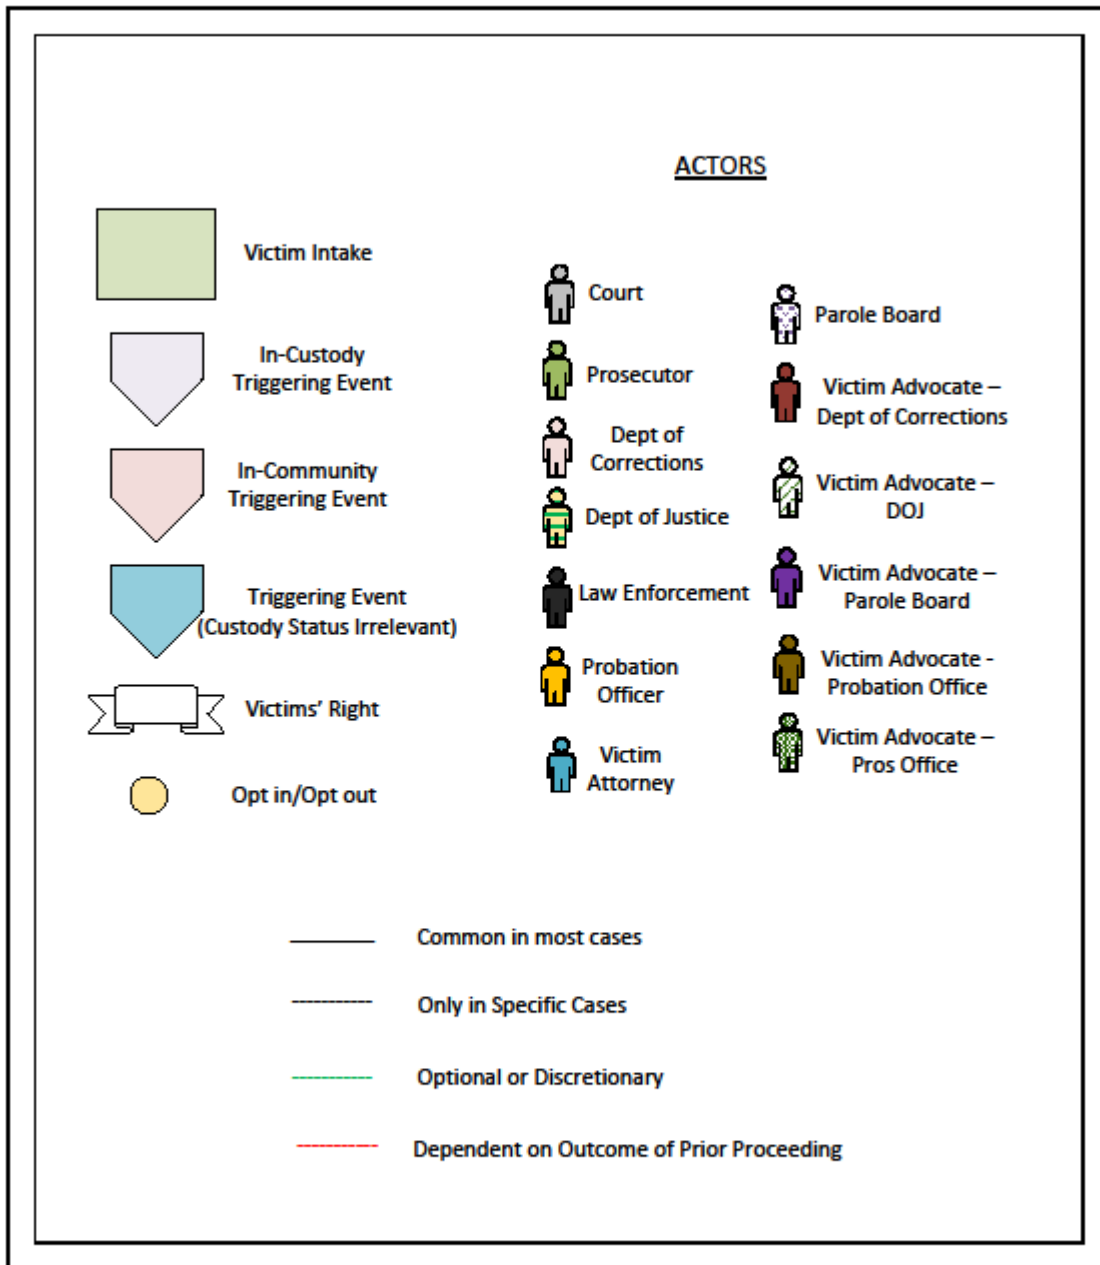 ACTORS
Victim Intake
In-Custody
Triggering Event
In-Community
Triggering Event
Triggering Event
(Custody Status Irrelevant)
Victims' Right
Opt in/Opt out
Court
Prosecutor
Dept of
Corrections
Dept of Justice
Law Enforcement
Probation
Officer
Victim
Attorney
Parole Board
Victim Advocate –
Dept of Corrections
Victim Advocate –
DOJ
Victim Advocate –
Parole Board
Victim Advocate -
Probation Office
Victim Advocate –
Pros Office
Common in most cases
Only in Specific Cases
Optional or Discretionary
Dependent on Outcome of Prior Proceeding